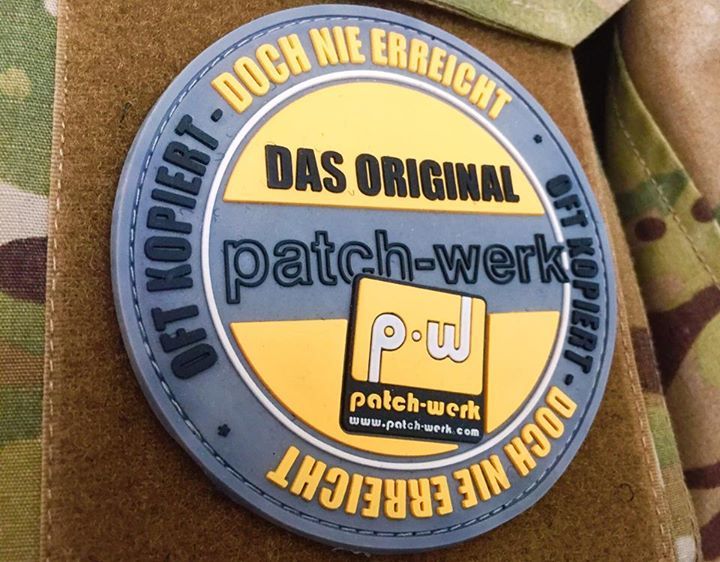 OFT KOPIERT - DOCH NIE ERREICHT
DAS ORIGINAL
patch-werk
p·w
patch-werk
www.patch-werk.com
OFT KOPIERT - DOCH NIE ERREICHT